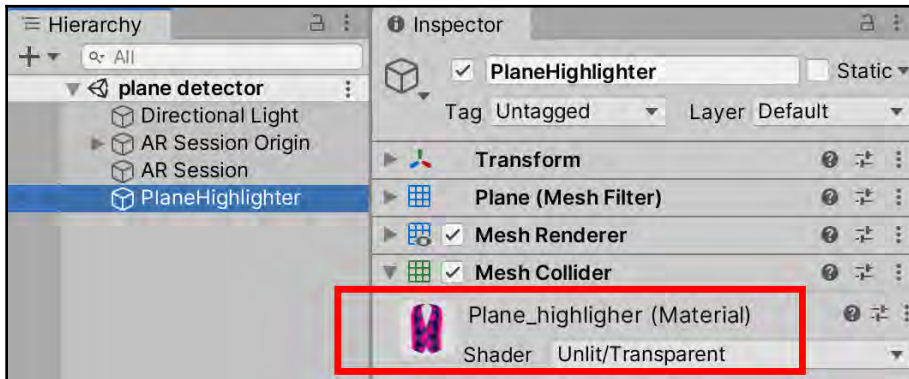 Hierarchy
All
plane detector
Directional Light
AR Session Origin
AR Session
PlaneHighlighter
Inspector
PlaneHighlighter
Static
Tag Untagged Layer Default
Transform
Plane (Mesh Filter)
Mesh Renderer
Mesh Collider
Plane_highligher (Material)
Shader Unlit/Transparent